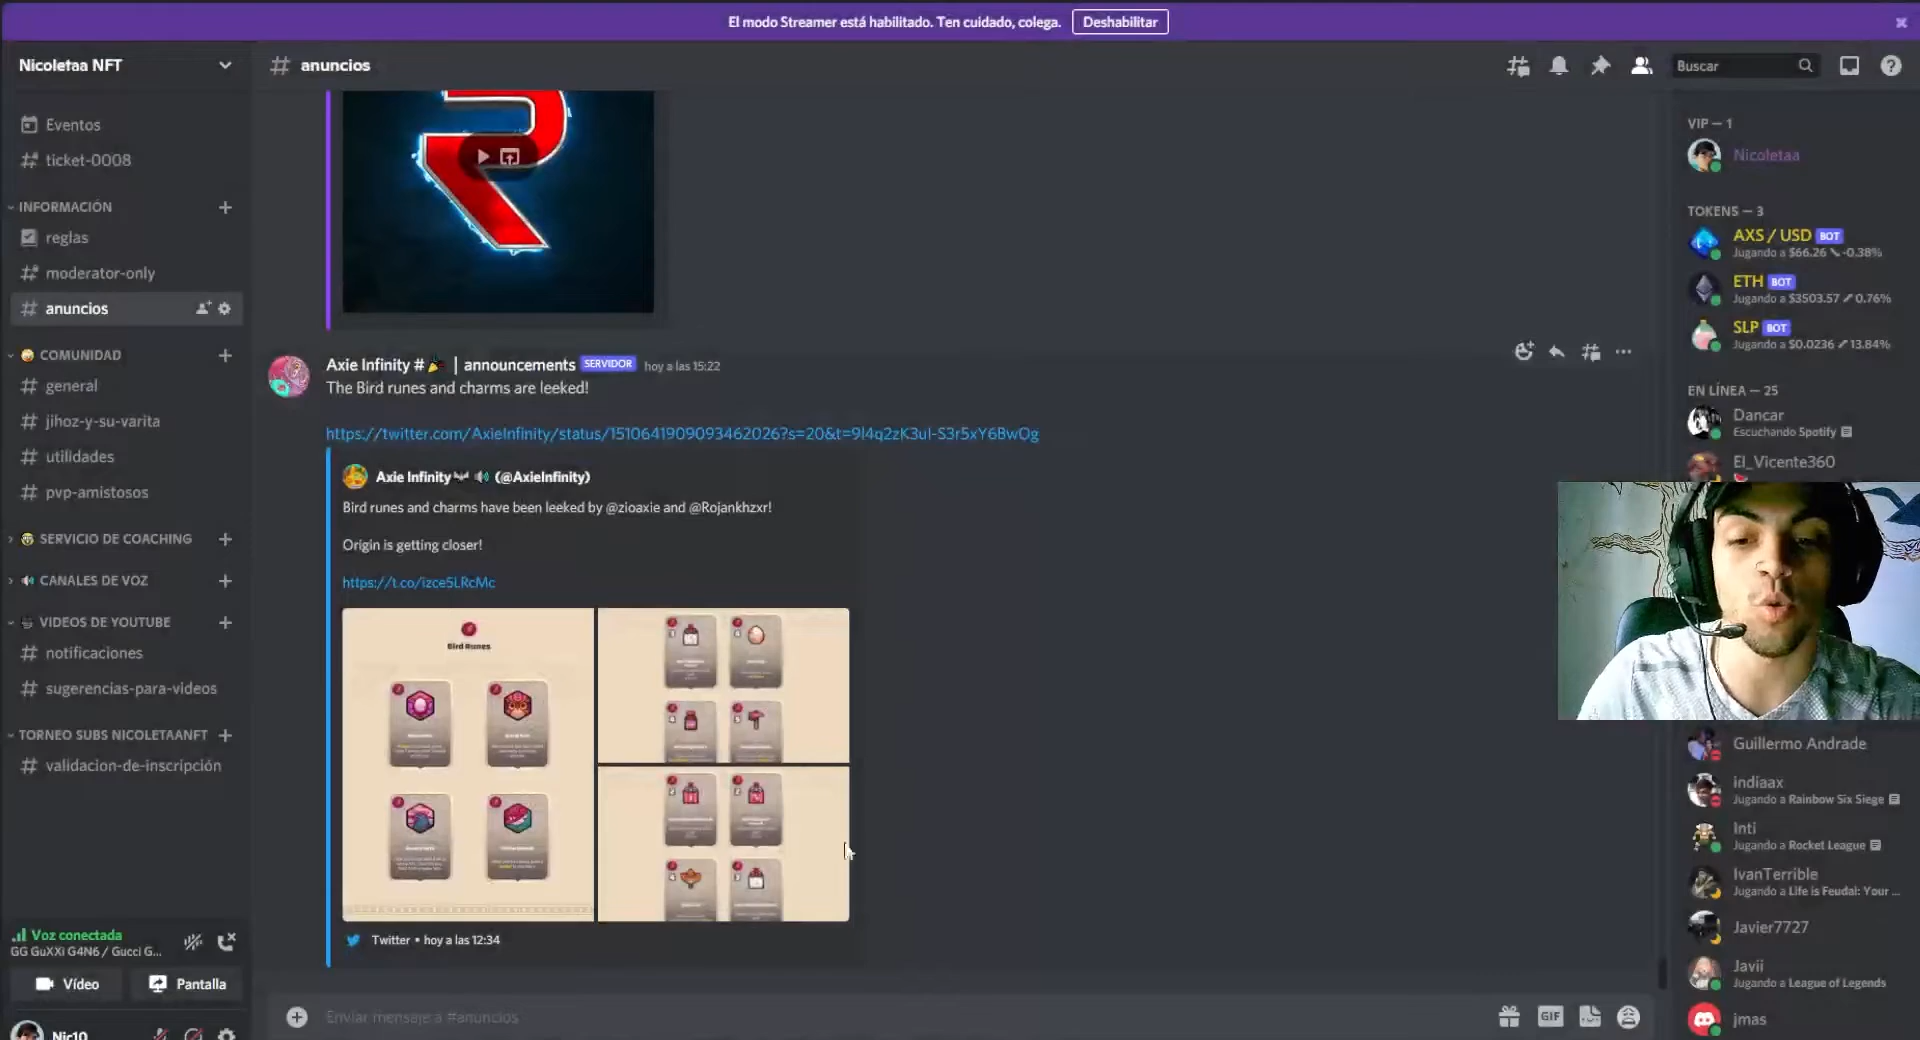 El modo Streamer está habilitado. Ten cuidado, colega.
Deshabilitar
Nicoletaa NFT
Eventos
ticket-0008
INFORMACIÓN
reglas
moderator-only
anuncios
COMUNIDAD
general
jihoz-y-su-varita
utilidades
pvp-amistosos
SERVICIO DE COACHING
CANALES DE VOZ
VIDEOS DE YOUTUBE
notificaciones
sugerencias-para-videos
TORNEO SUBS NICOLETAANFT
validacion-de-inscripción
Voz conectada
GG GuXXi G4N6 / Gucci G...
Vídeo
Pantalla
Nic10
anuncios
Buscar
Axie Infinity # | announcements SERVIDOR hoy a las 15:22
The Bird runes and charms are leeked!
https://twitter.com/AxieInfinity/status/1510641909093462026?s=20&t=9l4q2zK3ul-S3r5xY6BwOg
Axie Infinity (@AxieInfinity)
Bird runes and charms have been leeked by @zioaxie and @Rojankhzxr!
Origin is getting closer!
https://t.co/izce5LRcMc
Bird Runes
Twitter • hoy a las 12:34
Enviar mensaje a #anuncios
GIF
VIP — 1
Nicoletaa
TOKENS — 3
AXS / USD BOT
Jugando a $66.26 -0.38%
ETH BOT
Jugando a $3503.57 0.76%
SLP BOT
Jugando a $0.0236 13.84%
EN LÍNEA — 25
Dancar
Escuchando Spotify
El_Vicente360
Guillermo Andrade
indiaax
Jugando a Rainbow Six Siege
Inti
Jugando a Rocket League
IvanTerrible
Jugando a Life is Feudal: Your ...
Javier7727
Javii
Jugando a League of Legends
jmas